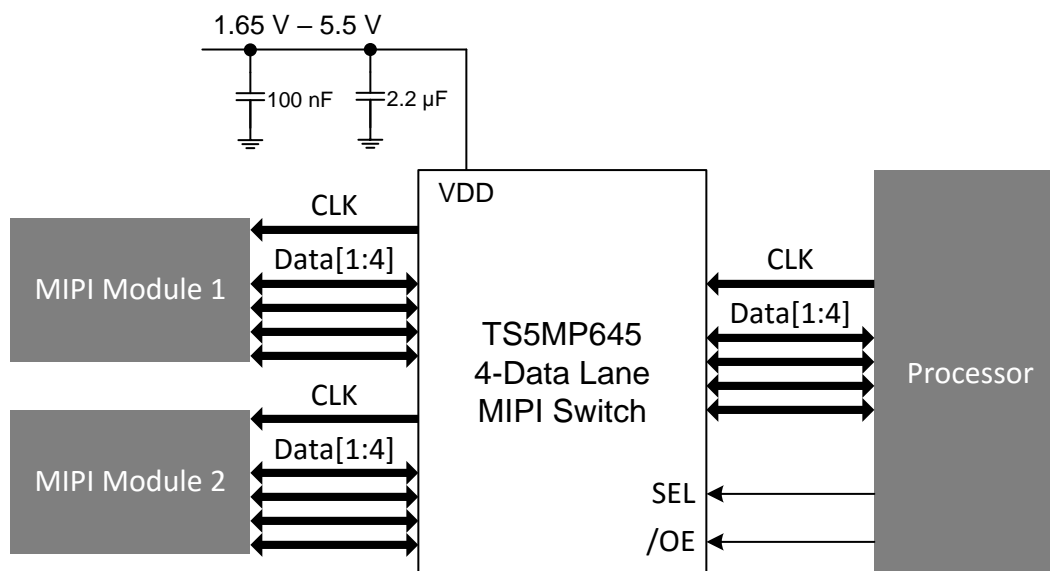 1.65 V – 5.5 V
100 nF
2.2 µF
VDD
CLK
Data[1:4]
MIPI Module 1
CLK
Data[1:4]
MIPI Module 2
TS5MP645
4-Data Lane
MIPI Switch
CLK
Data[1:4]
Processor
SEL
/OE